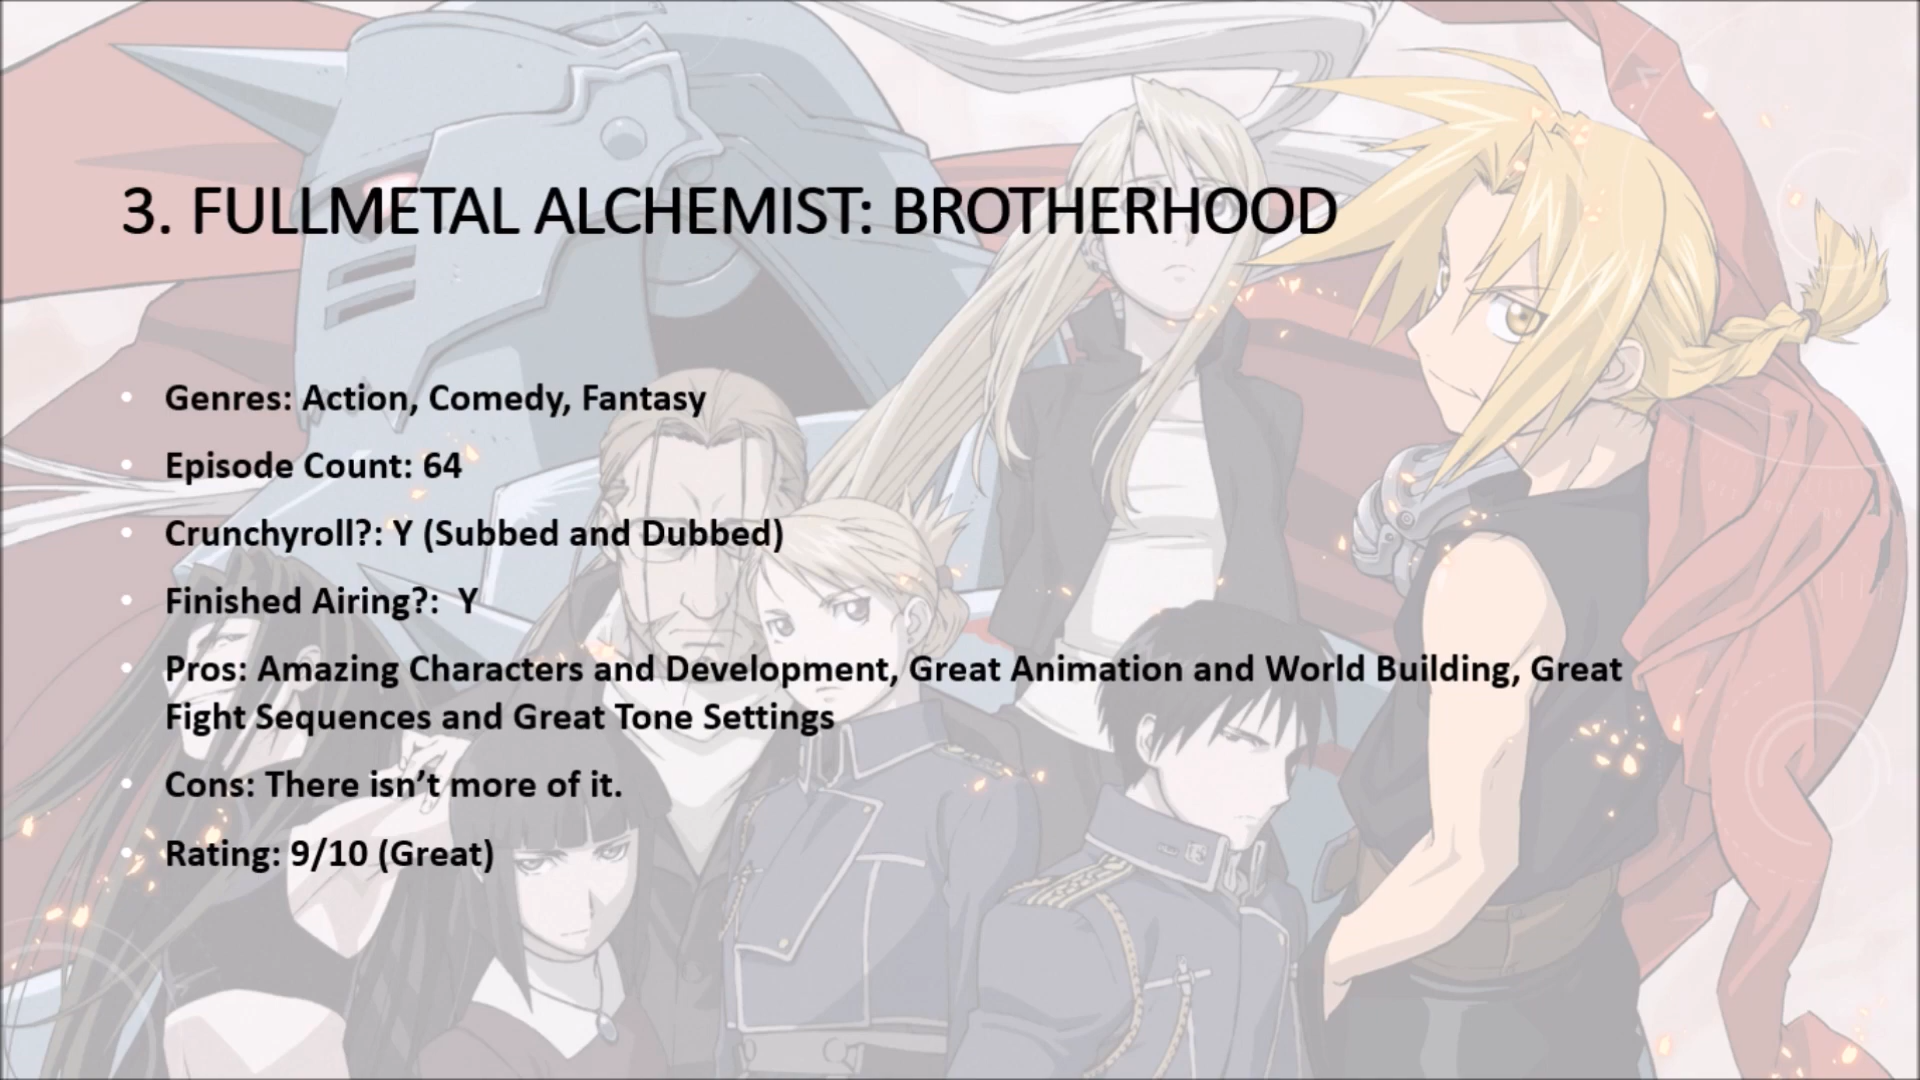 3. FULLMETAL ALCHEMIST: BROTHERHOOD
• Genres: Action, Comedy, Fantasy
• Episode Count: 64
• Crunchyroll?: Y (Subbed and Dubbed)
• Finished Airing?:  Y
• Pros: Amazing Characters and Development, Great Animation and World Building, Great
Fight Sequences and Great Tone Settings
• Cons: There isn’t more of it.
• Rating: 9/10 (Great)